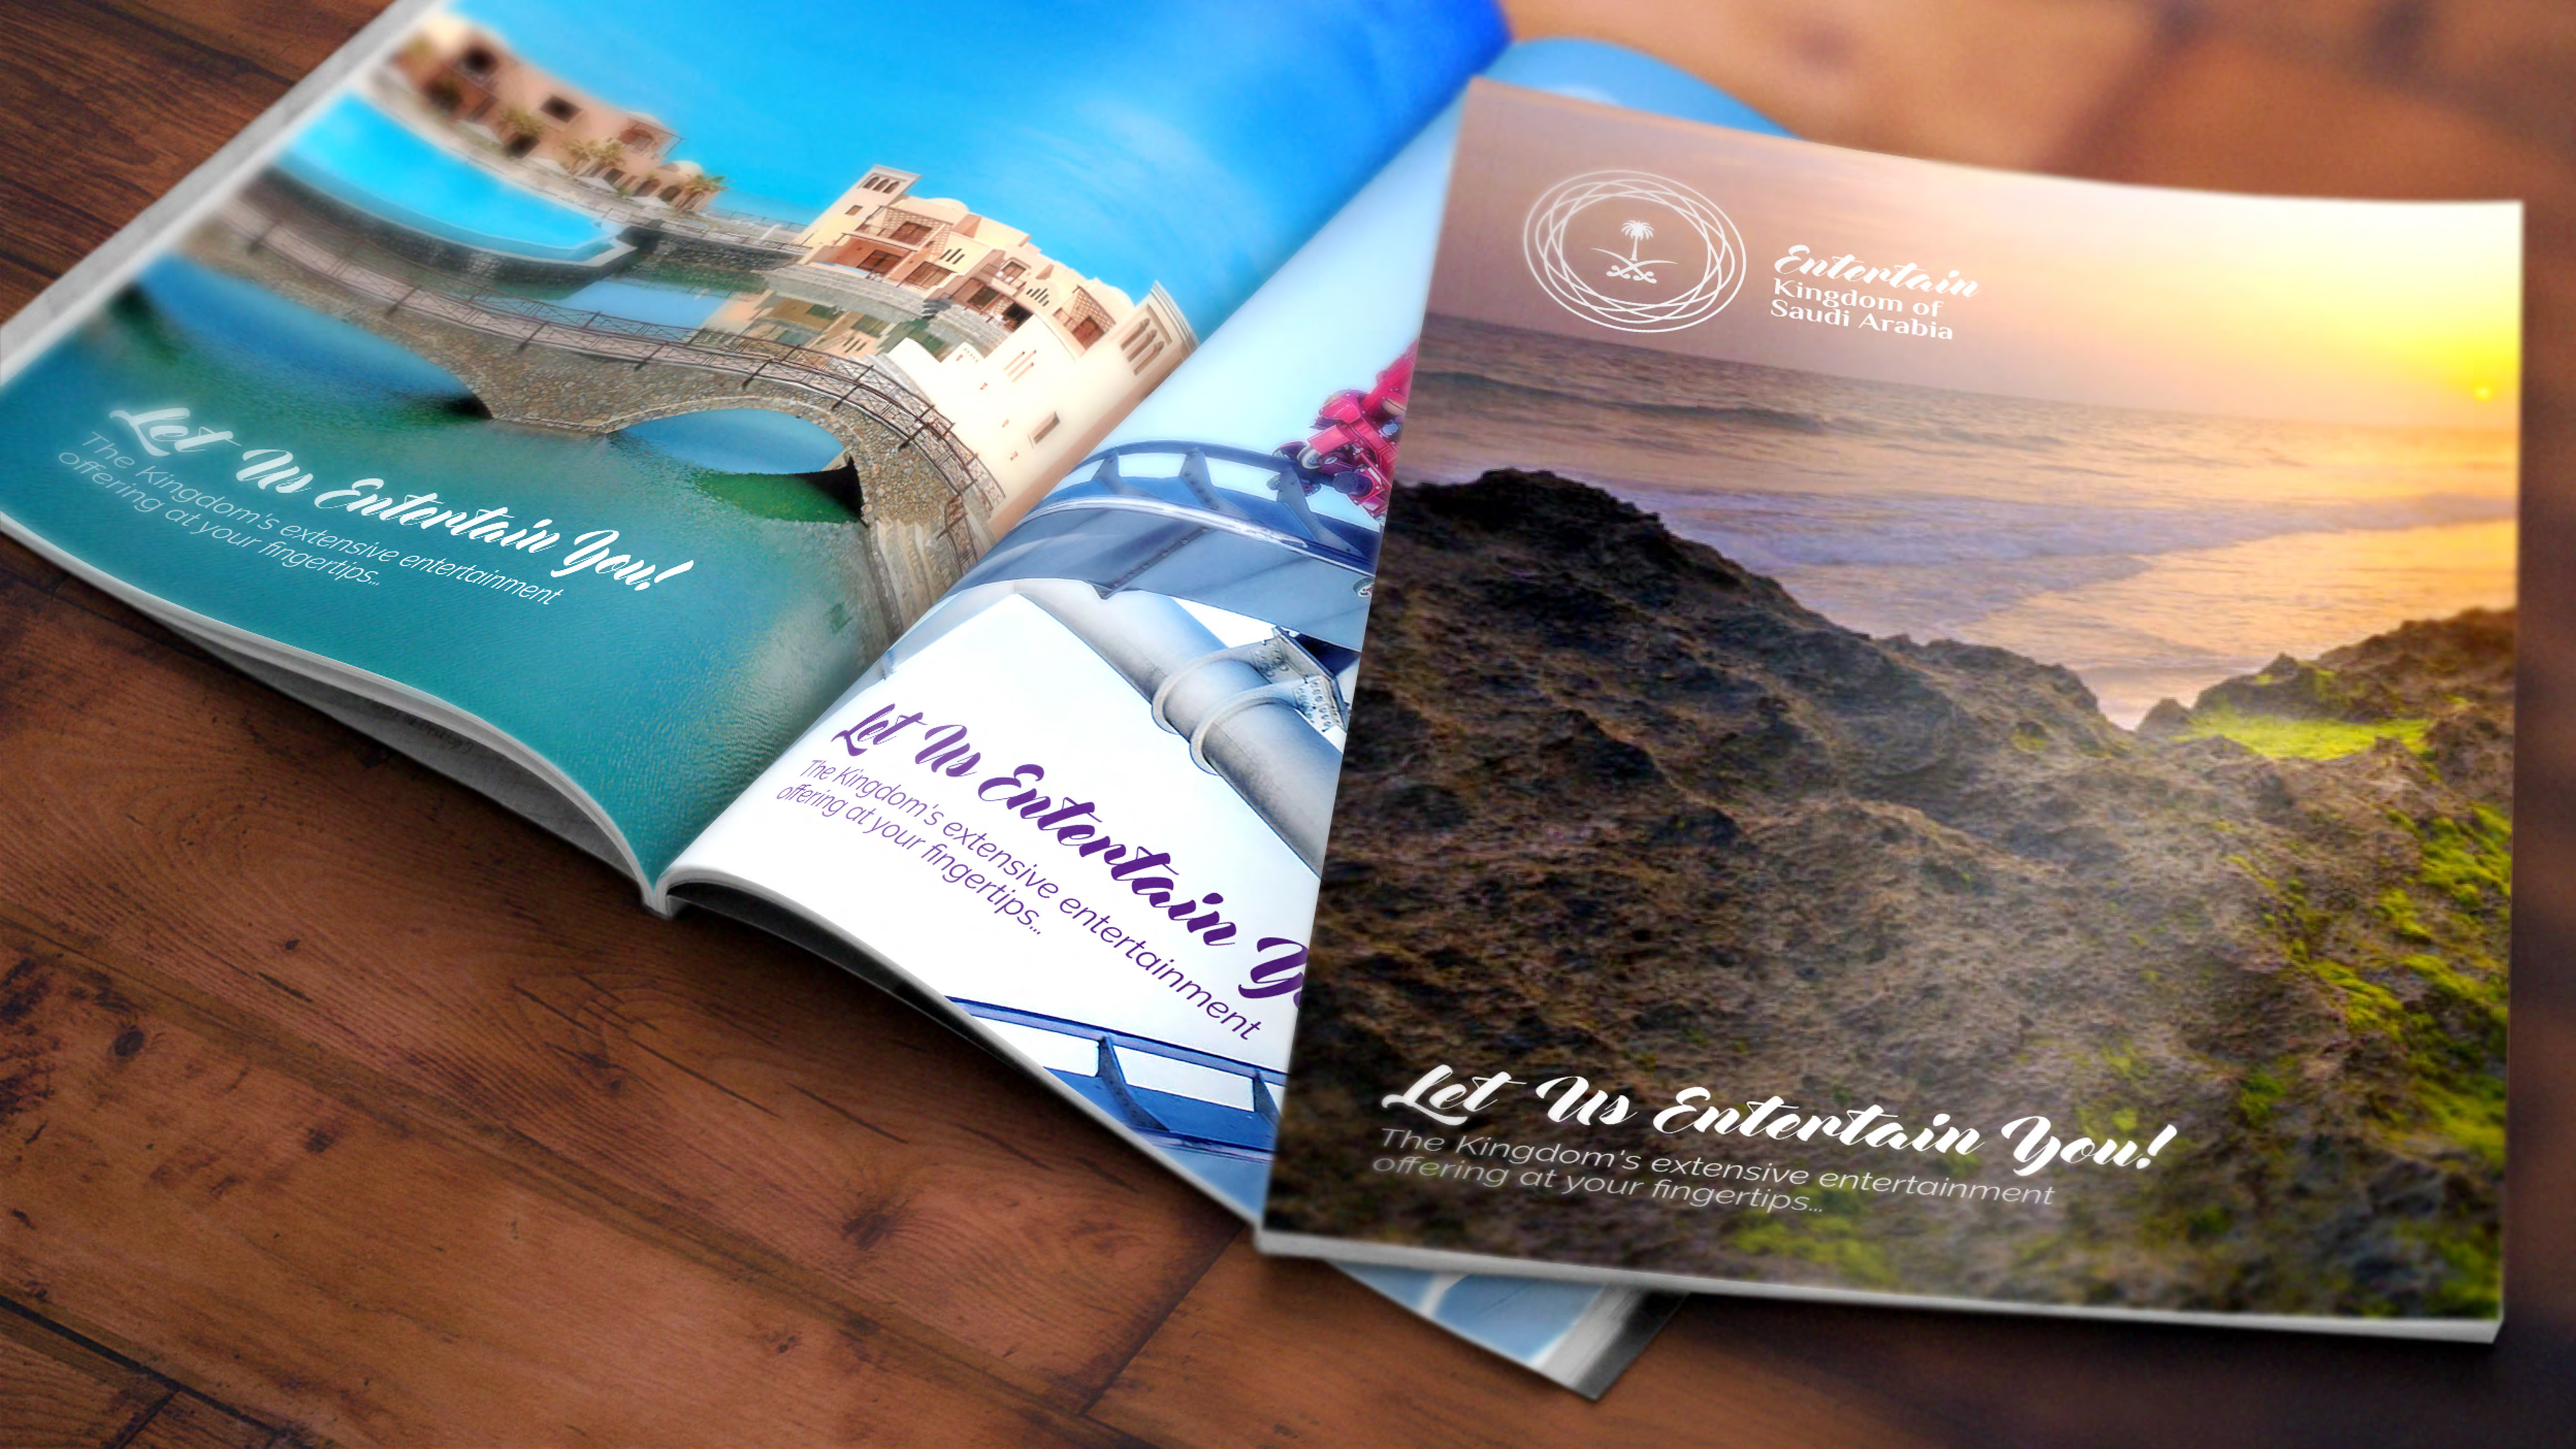 Let Us Entertain You!
The Kingdom's extensive entertainment
offering at your fingertips...
Let Us Entertain
The Kingdom's extensive entertainment
offering at your fingertips...
Entertain
Kingdom of
Saudi Arabia
Let Us Entertain You!
The Kingdom's extensive entertainment
offering at your fingertips...